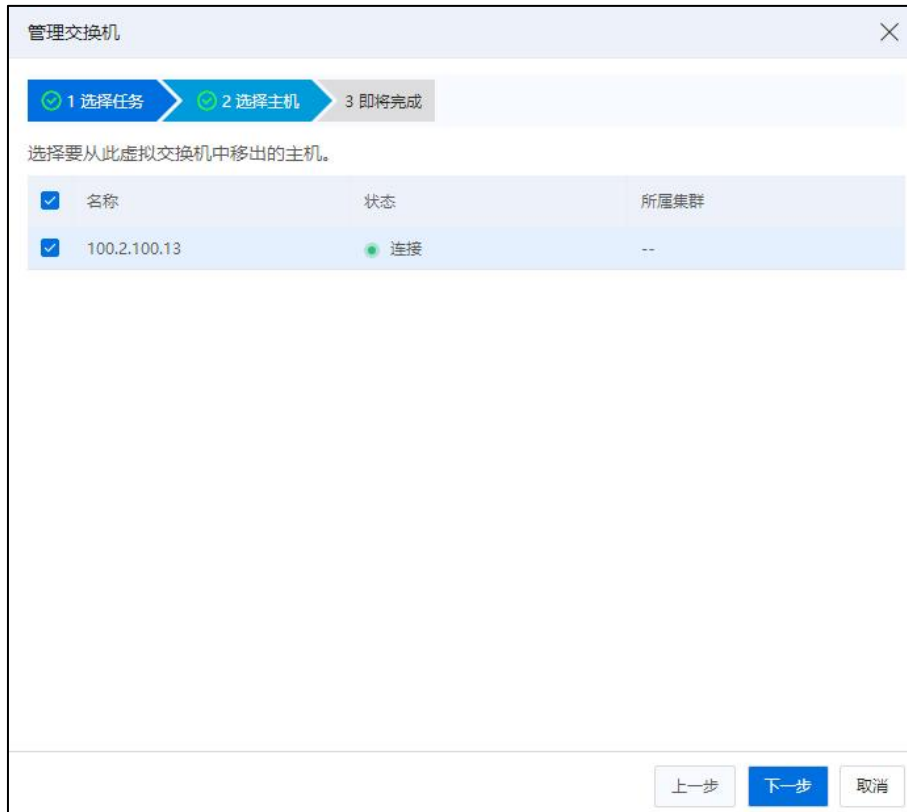 管理交换机
1 选择任务 2 选择主机 3 即将完成
选择要从此虚拟交换机中移出的主机。
名称 状态 所属集群
100.2.100.13 连接 --
上一步 下一步 取消